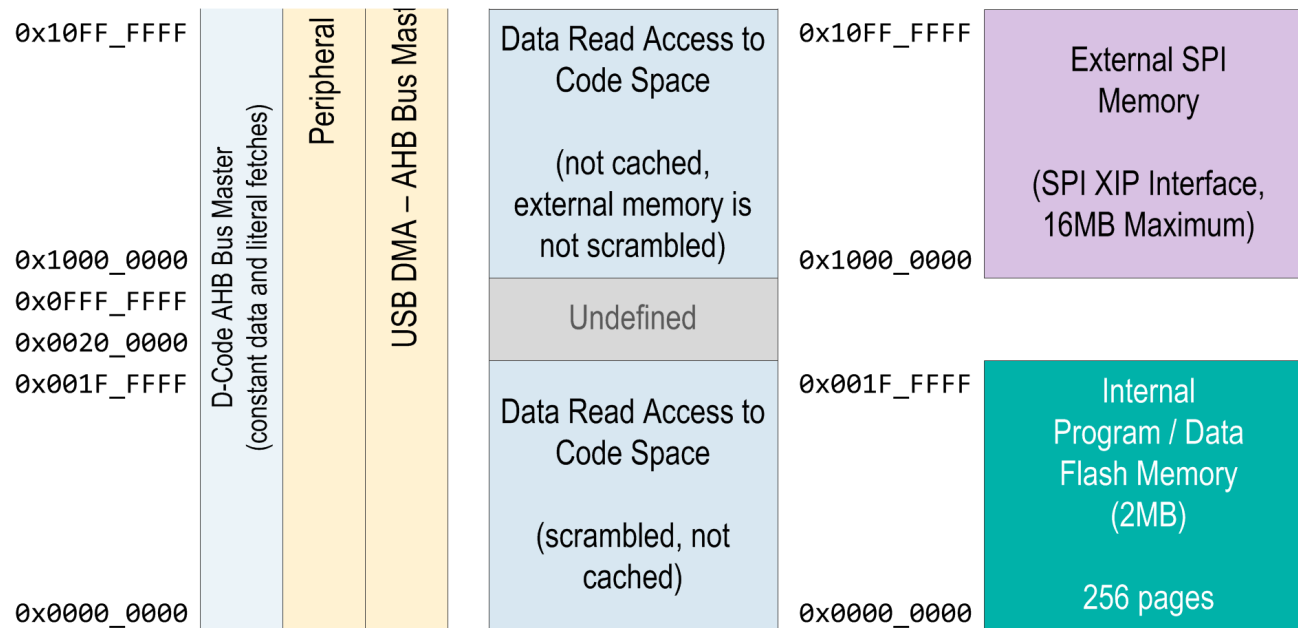 0x10FF_FFFF
0x1000_0000
0x0FFF_FFFF
0x0020_0000
0x001F_FFFF
0x0000_0000
D-Code AHB Bus Master
(constant data and literal fetches)
Peripheral
USB DMA – AHB Bus Mast
Data Read Access to
Code Space
(not cached,
external memory is
not scrambled)
Undefined
Data Read Access to
Code Space
(scrambled, not
cached)
0x10FF_FFFF
0x1000_0000
0x001F_FFFF
0x0000_0000
External SPI
Memory
(SPI XIP Interface,
16MB Maximum)
Internal
Program / Data
Flash Memory
(2MB)
256 pages